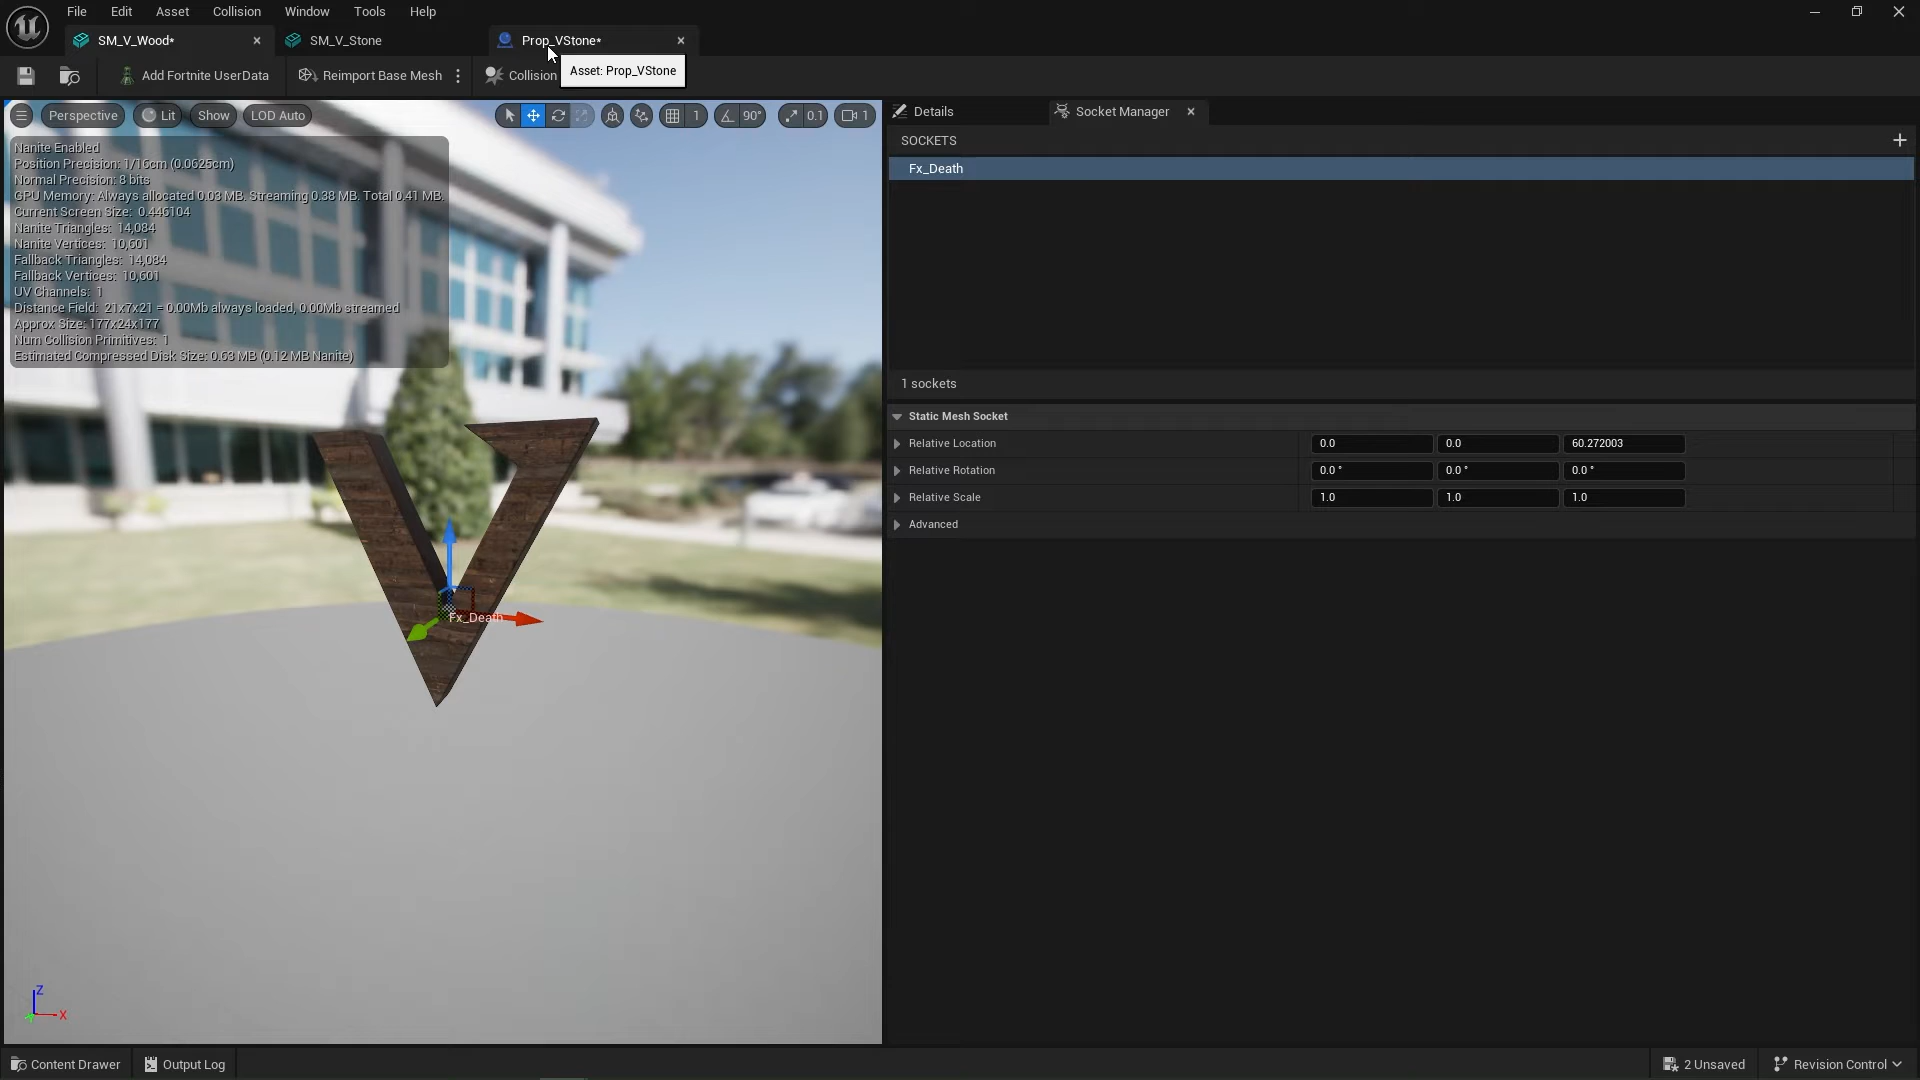 File Edit Asset Collision Window Tools Help
SM_V_Wood* SM_V_Stone Prop_VStone*
Add Fortnite UserData Reimport Base Mesh Collision
Asset: Prop_VStone
Perspective Lit Show LOD Auto 1 90° 0.1 1
Nanite Enabled
Position Precision: 1/16cm (0.0625cm)
Normal Precision: 8 bits
GPU Memory: Always allocated 0.03 MB. Streaming 0.38 MB. Total 0.41 MB.
Current Screen Size: 0.446104
Nanite Triangles: 14,084
Nanite Vertices: 10,601
Fallback Triangles: 14,084
Fallback Vertices: 10,601
UV Channels: 1
Distance Field: 21x7x21 = 0.00Mb always loaded, 0.00Mb streamed
Approx Size: 177x24x177
Num Collision Primitives: 1
Estimated Compressed Disk Size: 0.63 MB (0.12 MB Nanite)
V
Fx_Death
Z
X
Details Socket Manager
SOCKETS
Fx_Death
1 sockets
Static Mesh Socket
Relative Location 0.0 0.0 60.272003
Relative Rotation 0.0 ° 0.0 ° 0.0 °
Relative Scale 1.0 1.0 1.0
Advanced
Content Drawer Output Log 2 Unsaved Revision Control